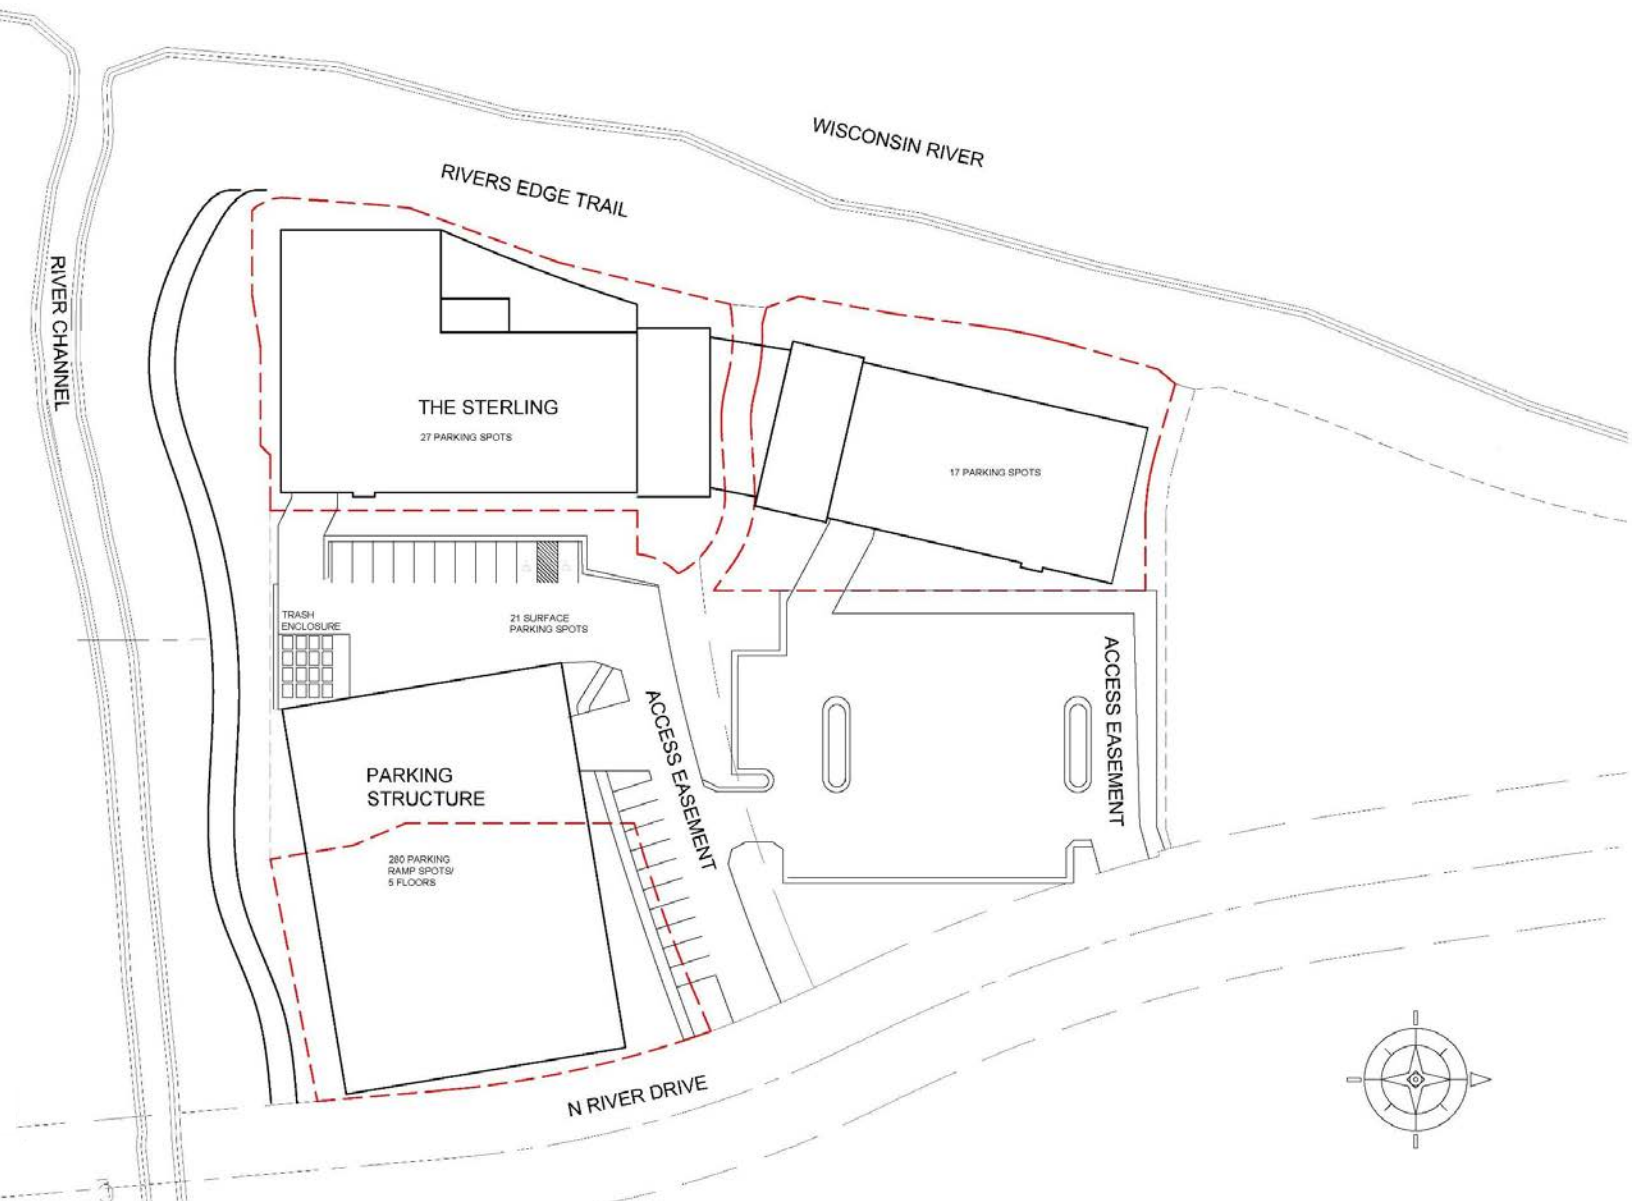 WISCONSIN RIVER
RIVERS EDGE TRAIL
RIVER CHANNEL
THE STERLING
27 PARKING SPOTS
17 PARKING SPOTS
TRASH
ENCLOSURE
21 SURFACE
PARKING SPOTS
ACCESS EASEMENT
ACCESS EASEMENT
PARKING
STRUCTURE
280 PARKING
RAMP SPOTS/
5 FLOORS
N RIVER DRIVE